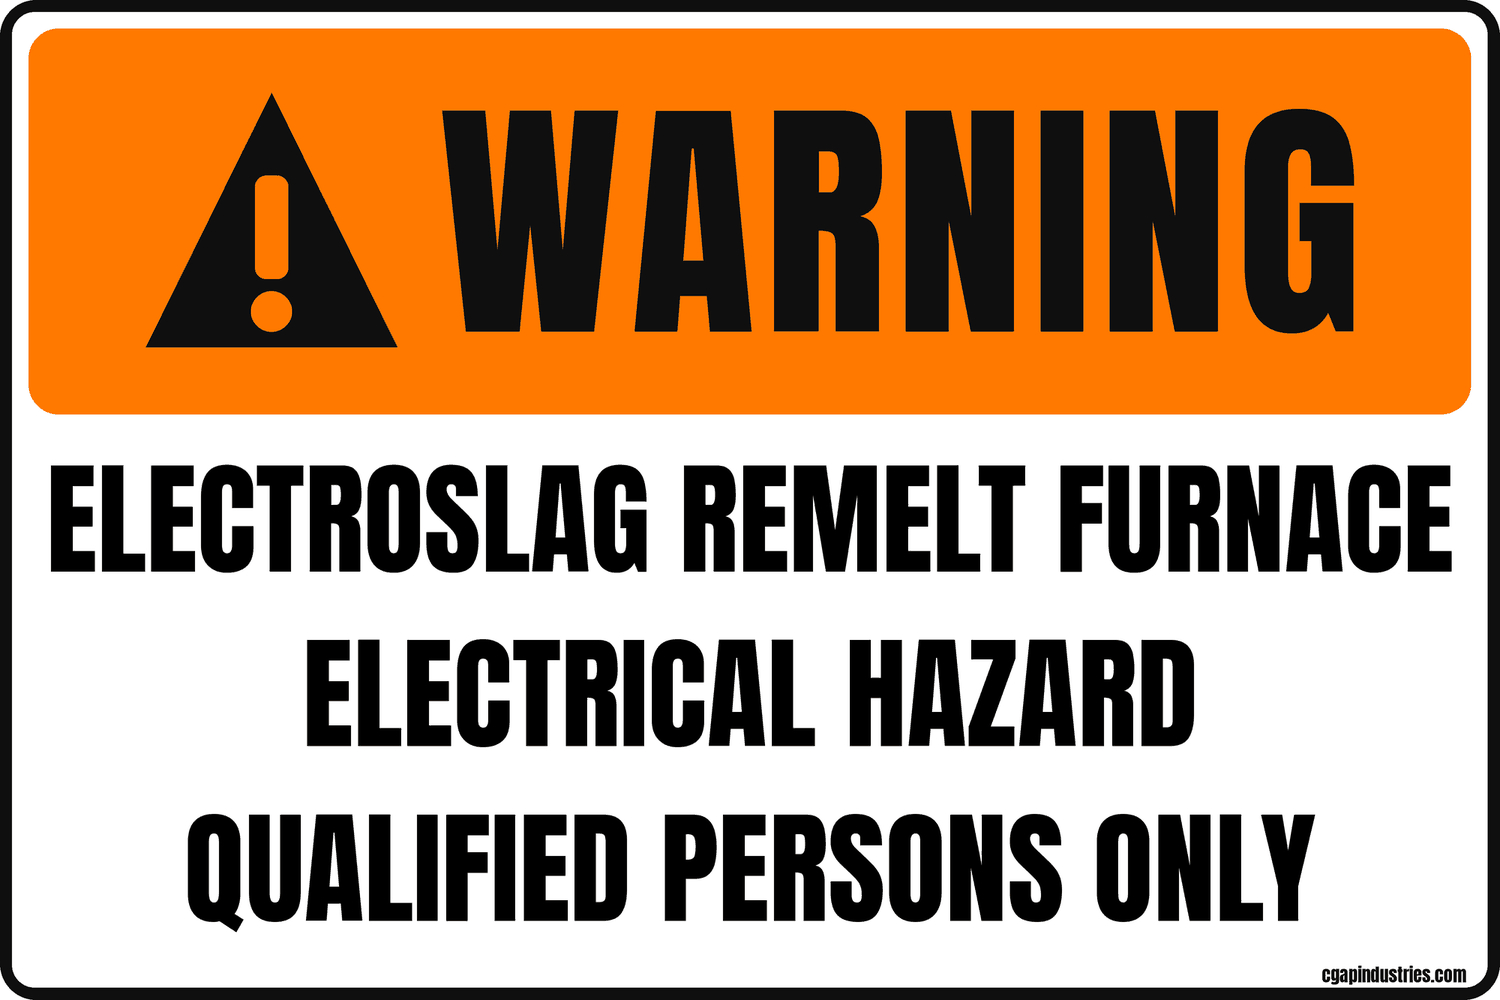 WARNING
ELECTROSLAG REMELT FURNACE
ELECTRICAL HAZARD
QUALIFIED PERSONS ONLY
cgapindustries.com